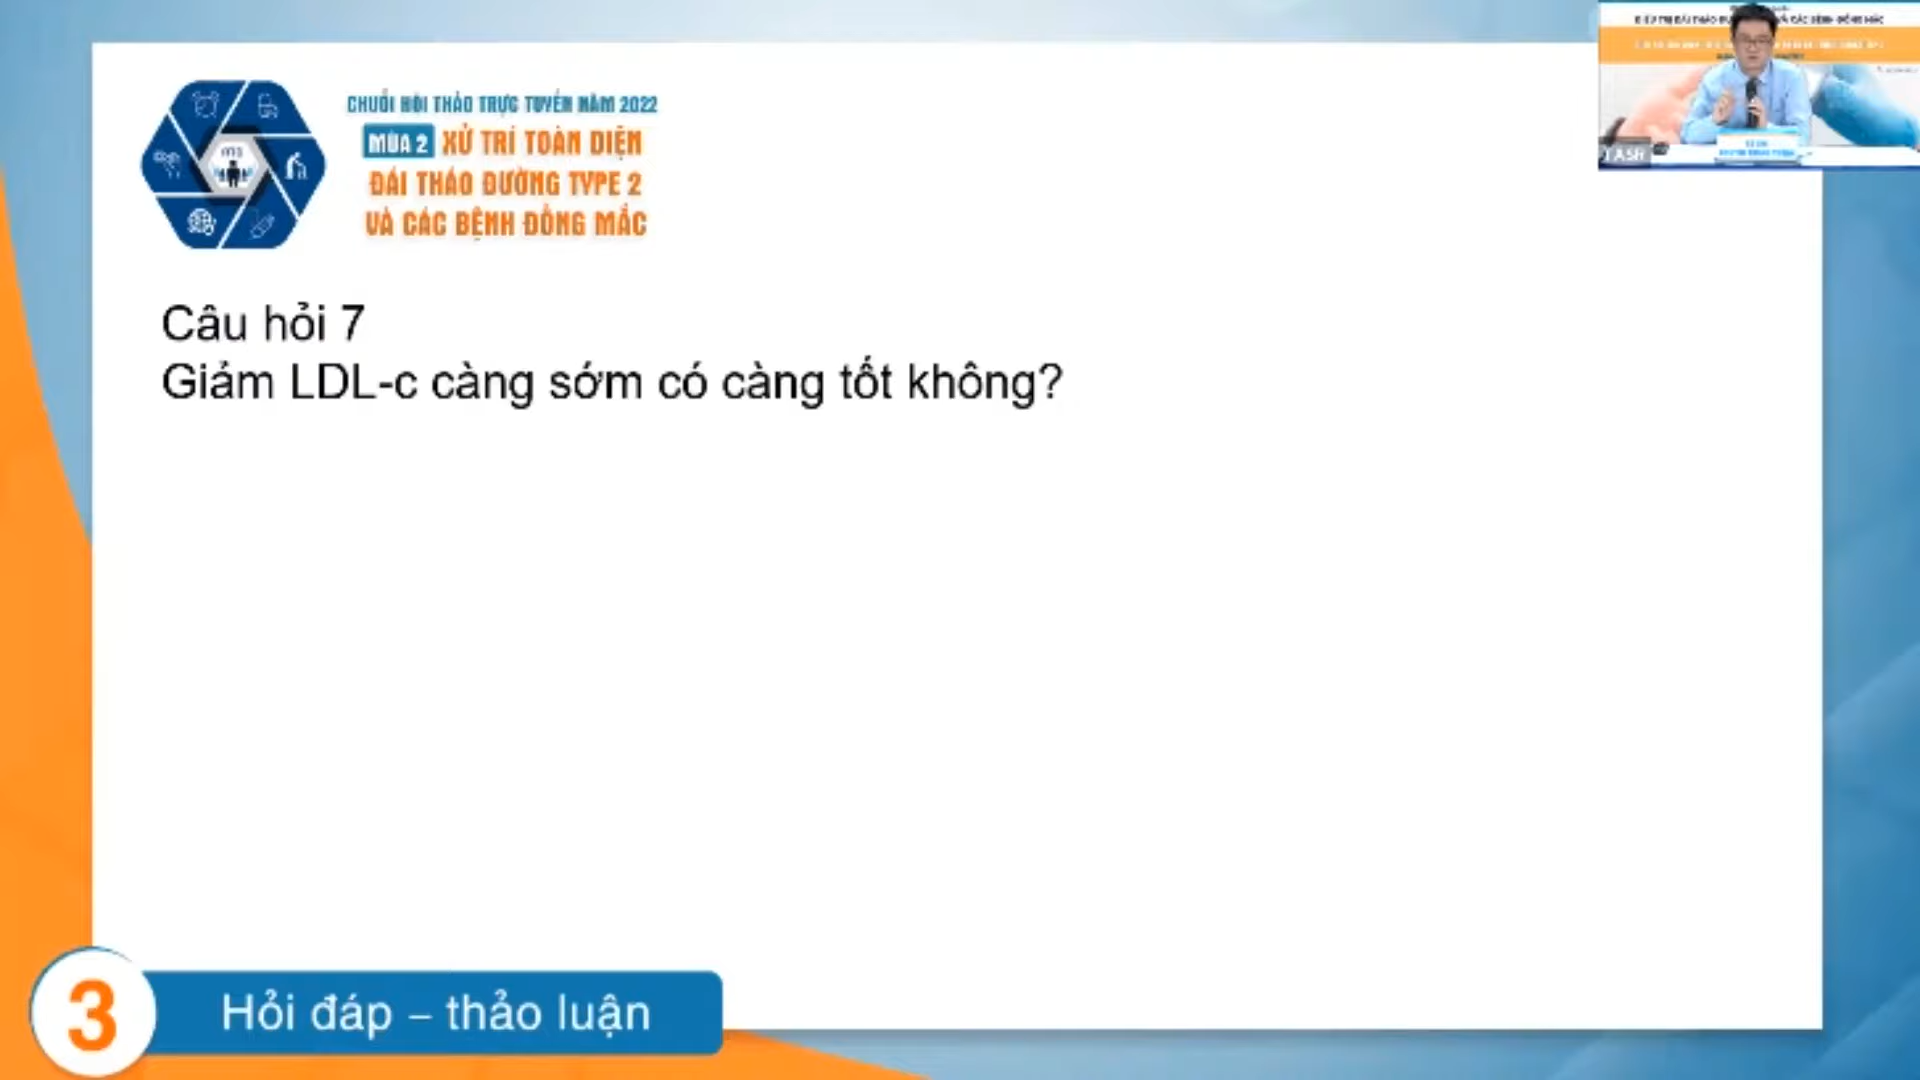 CHUỖI HỘI THẢO TRỰC TUYẾN NĂM 2022
MÙA 2 XỬ TRÍ TOÀN DIỆN
ĐÁI THÁO ĐƯỜNG TYPE 2
VÀ CÁC BỆNH ĐỒNG MẮC
Câu hỏi 7
Giảm LDL-c càng sớm có càng tốt không?
3 Hỏi đáp – thảo luận